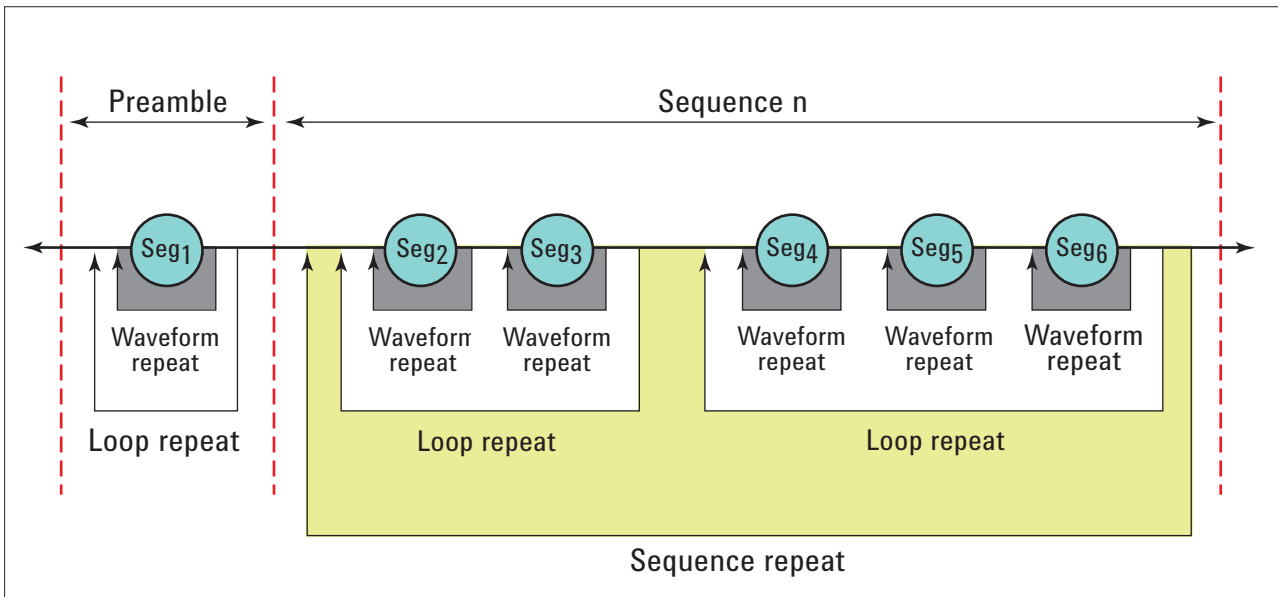 Preamble
Sequence n
Seg1
Seg2
Seg3
Seg4
Seg5
Seg6
Waveform
repeat
Waveform
repeat
Waveform
repeat
Waveform
repeat
Waveform
repeat
Waveform
repeat
Loop repeat
Loop repeat
Loop repeat
Sequence repeat